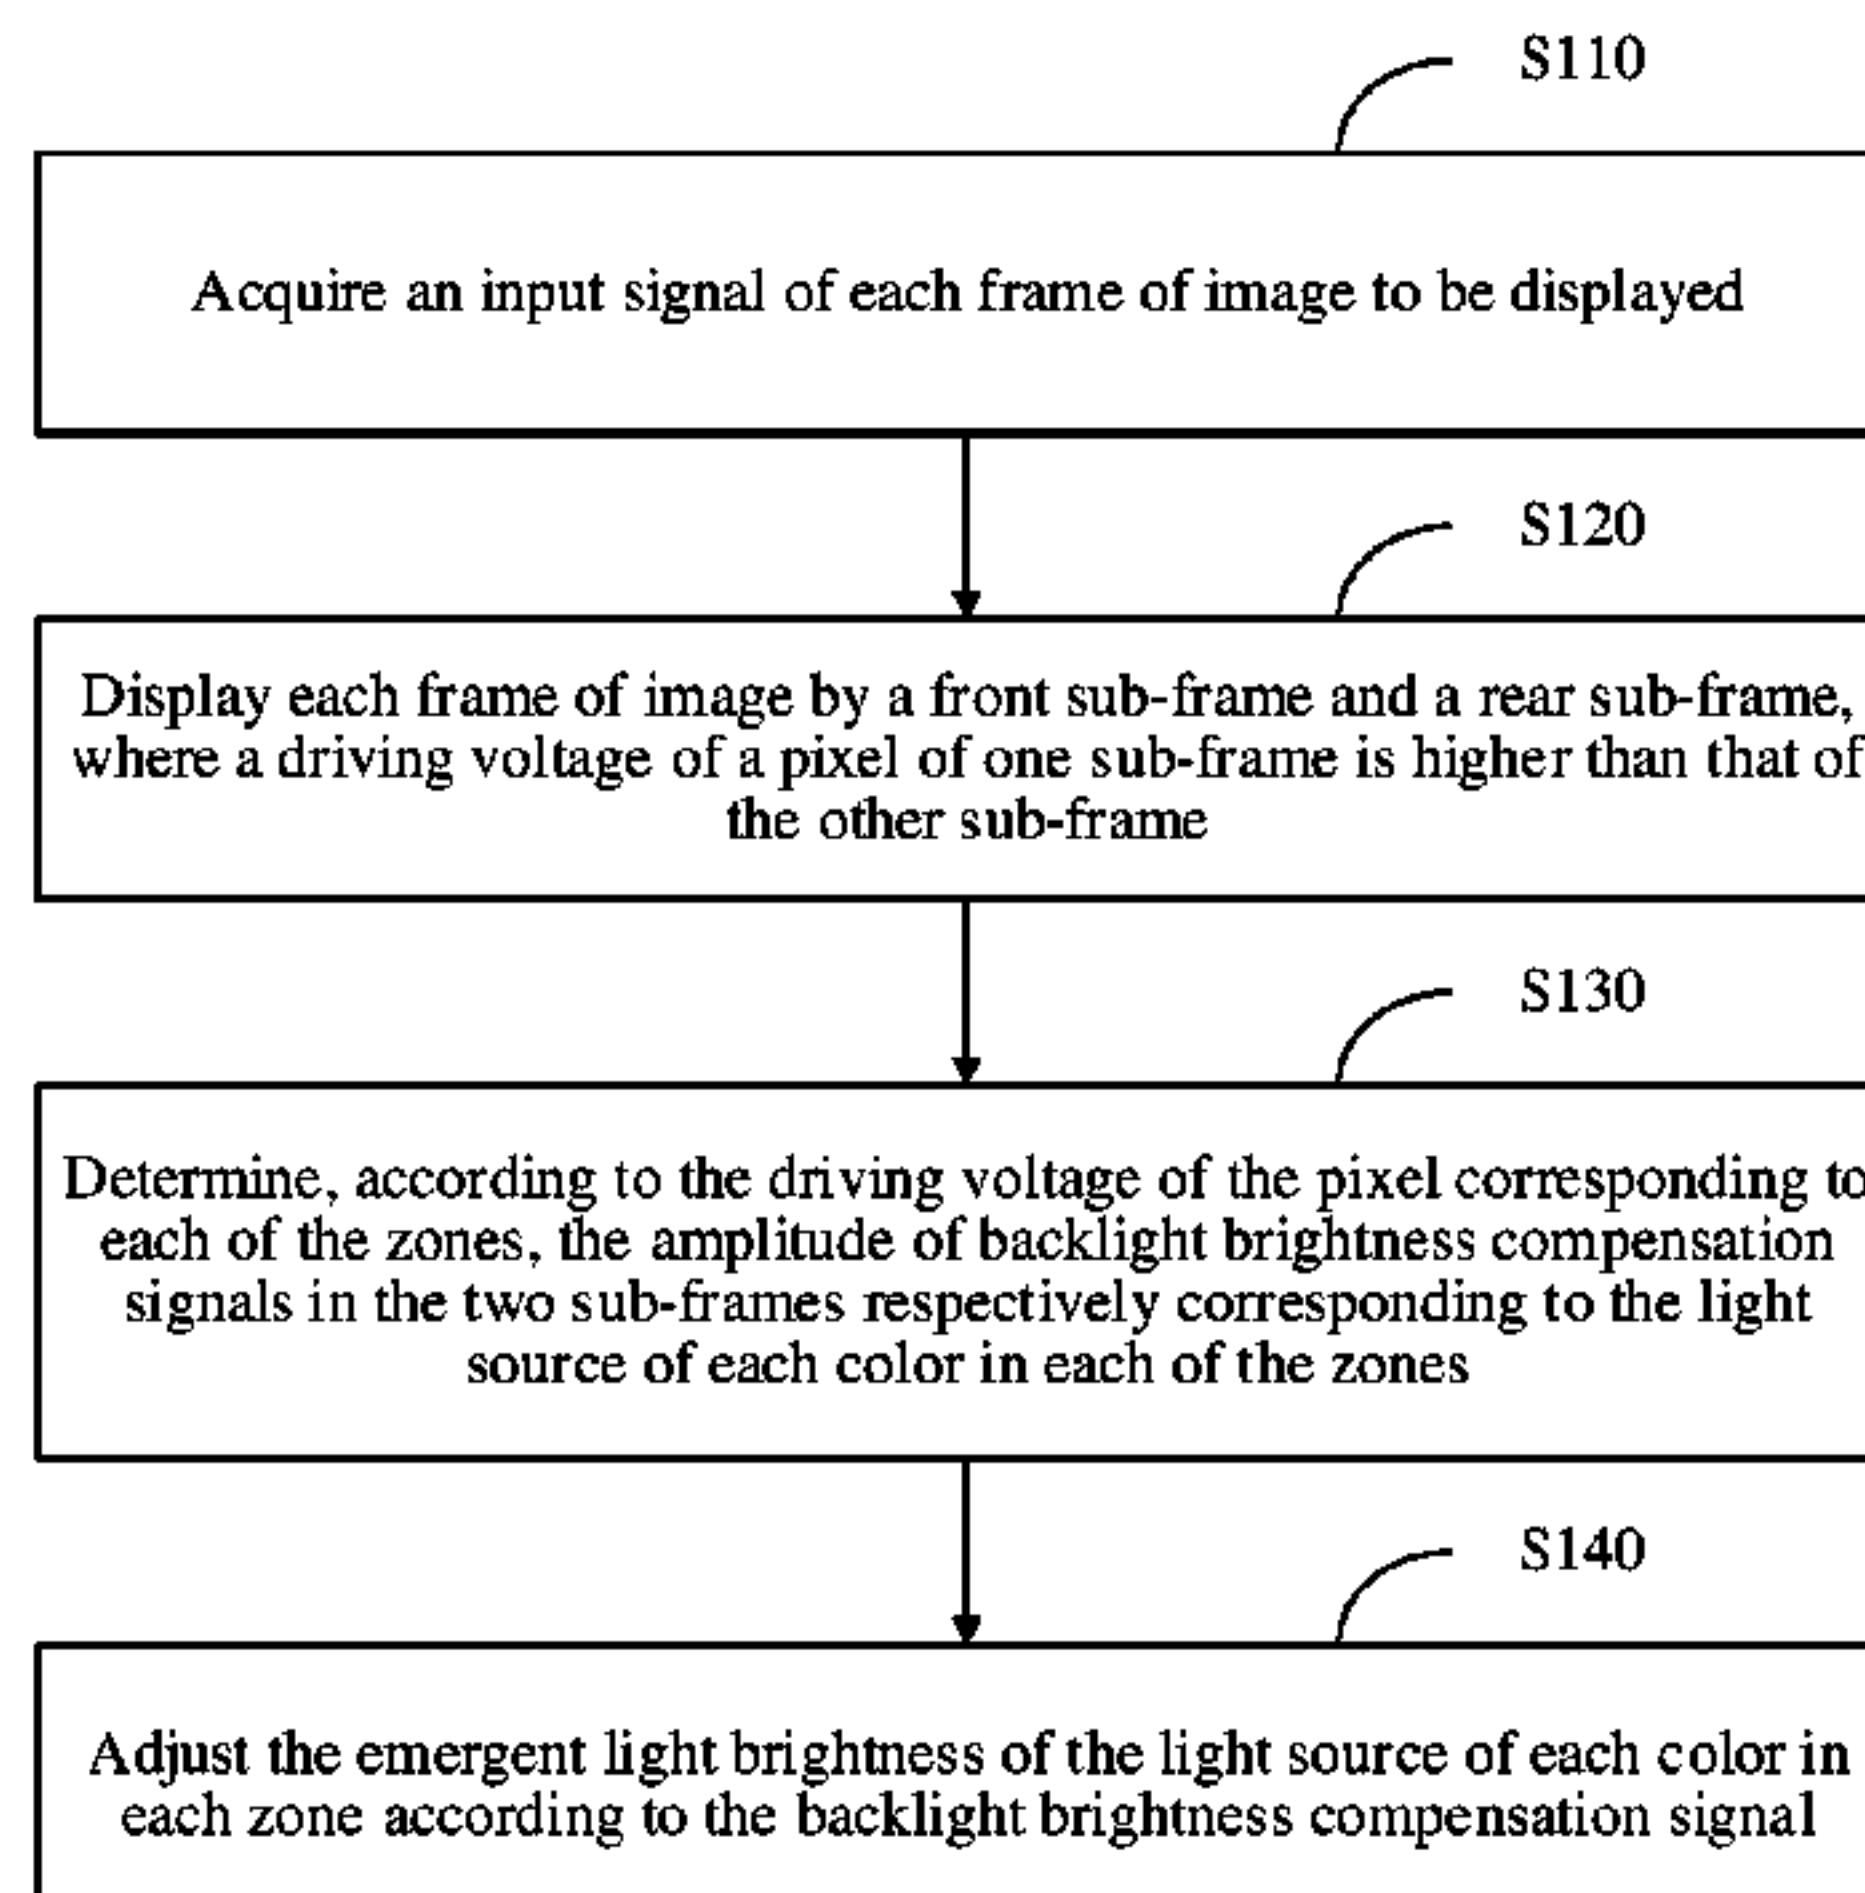 S110
Acquire an input signal of each frame of image to be displayed
S120
Display each frame of image by a front sub-frame and a rear sub-frame,
where a driving voltage of a pixel of one sub-frame is higher than that of
the other sub-frame
S130
Determine, according to the driving voltage of the pixel corresponding to
each of the zones, the amplitude of backlight brightness compensation
signals in the two sub-frames respectively corresponding to the light
source of each color in each of the zones
S140
Adjust the emergent light brightness of the light source of each color in
each zone according to the backlight brightness compensation signal